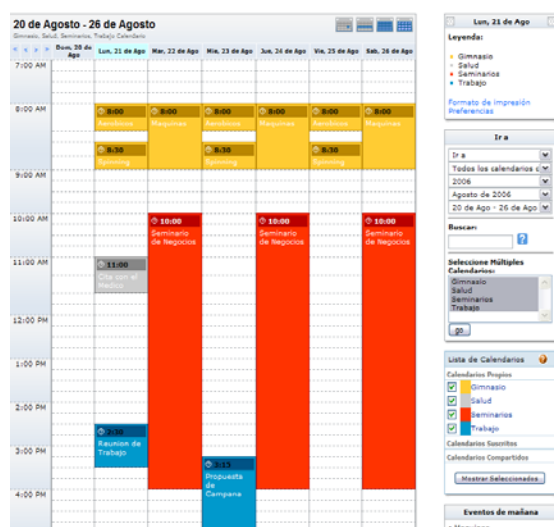 20 de Agosto - 26 de Agosto
Gimnasio, Salud, Seminarios, Trabajo Calendario
Dom, 20 de Ago
Lun, 21 de Ago
Mar, 22 de Ago
Mie, 23 de Ago
Jue, 24 de Ago
Vie, 25 de Ago
Sab, 26 de Ago
7:00 AM
8:00 AM
8:00
Aerobicos
8:00
Maquinas
8:00
Aerobicos
8:00
Maquinas
8:00
Aerobicos
8:00
Maquinas
8:30
Spinning
8:30
Spinning
8:30
Spinning
9:00 AM
10:00 AM
10:00
Seminario
de Negocios
10:00
Seminario
de Negocios
10:00
Seminario
de Negocios
11:00 AM
11:00
Cita con el
Medico
12:00 PM
1:00 PM
2:00 PM
2:30
Raunion de
Trabajo
3:00 PM
3:15
Propuesta
de
Campana
4:00 PM
Lun, 21 de Ago
Leyenda:
Gimnasio
Salud
Seminarios
Trabajo
Formato de impresión
Preferencias
Ir a
Ir a
Todos los calendarios
2006
Agosto de 2006
20 de Ago - 26 de Ago
Buscar:
Seleccione Múltiples
Calendarios:
Gimnasio
Salud
Seminarios
Trabajo
go
Lista de Calendarios
Calendarios Propios
Gimnasio
Salud
Seminarios
Trabajo
Calendarios Suscritos
Calendarios Compartidos
Mostrar Seleccionados
Eventos de mañana